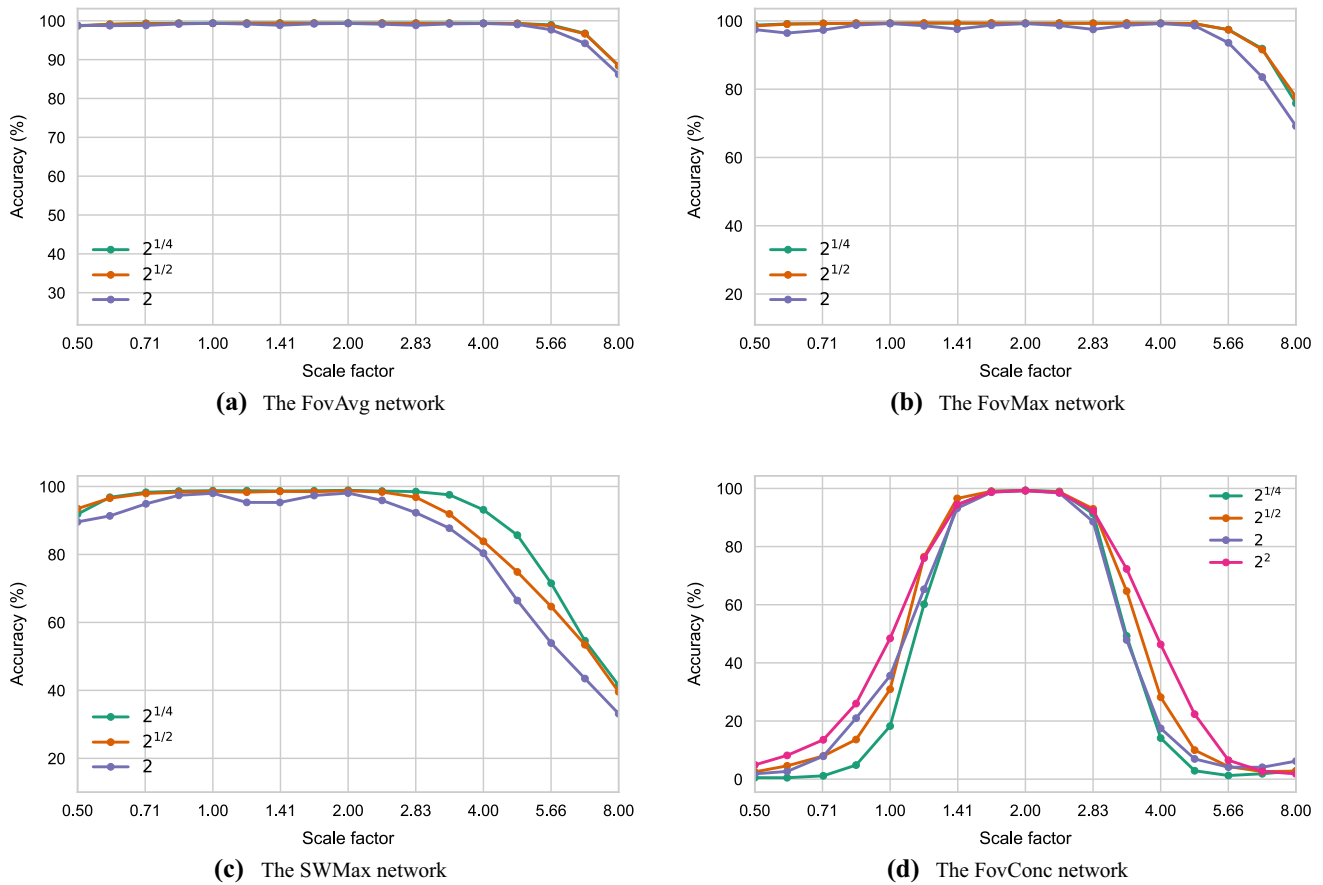 100
90
80
70
60
50
40
30
Accuracy (%)
2^{1/4}
2^{1/2}
2
0.50 0.71 1.00 1.41 2.00 2.83 4.00 5.66 8.00
Scale factor
(a) The FovAvg network
100
80
60
40
20
Accuracy (%)
2^{1/4}
2^{1/2}
2
0.50 0.71 1.00 1.41 2.00 2.83 4.00 5.66 8.00
Scale factor
(b) The FovMax network
100
80
60
40
20
Accuracy (%)
2^{1/4}
2^{1/2}
2
0.50 0.71 1.00 1.41 2.00 2.83 4.00 5.66 8.00
Scale factor
(c) The SWMax network
100
80
60
40
20
0
Accuracy (%)
2^{1/4}
2^{1/2}
2
2^2
0.50 0.71 1.00 1.41 2.00 2.83 4.00 5.66 8.00
Scale factor
(d) The FovConc network